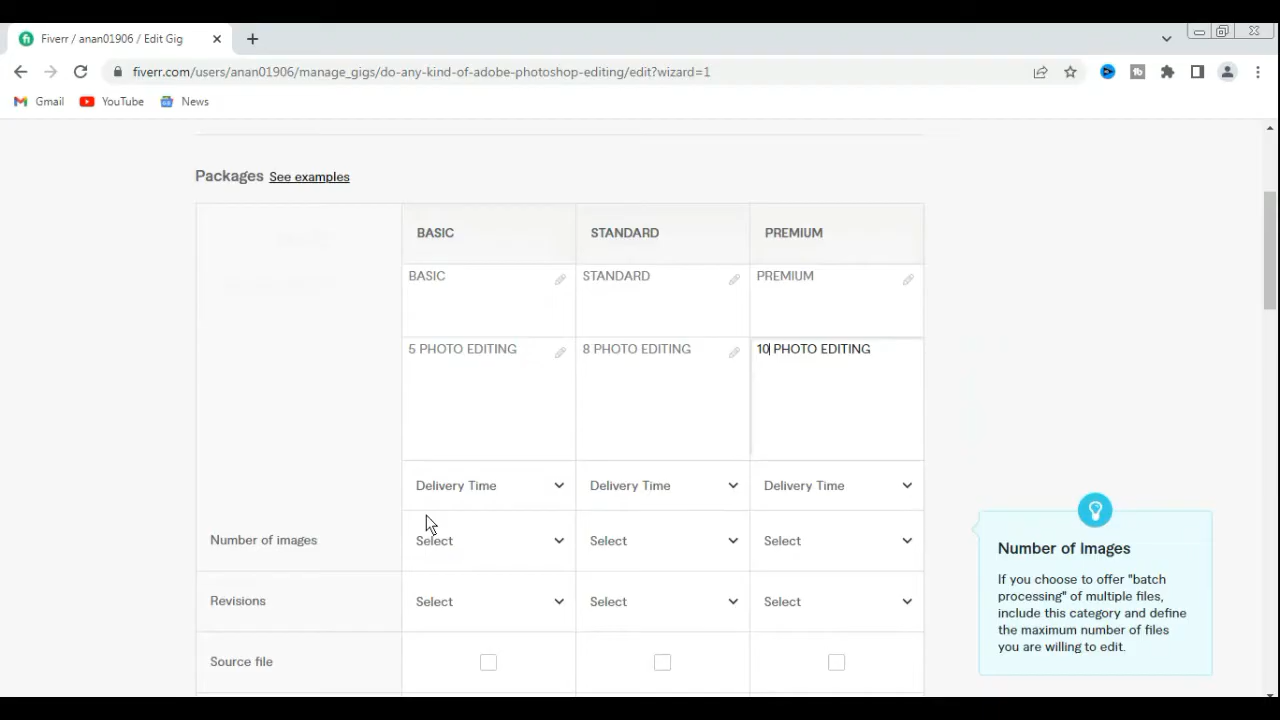 Fiverr / anan01906 / Edit Gig
fiverr.com/users/anan01906/manage_gigs/do-any-kind-of-adobe-photoshop-editing/edit?wizard=1
Gmail YouTube News
Packages See examples
BASIC STANDARD PREMIUM
BASIC STANDARD PREMIUM
5 PHOTO EDITING 8 PHOTO EDITING 10 PHOTO EDITING
Delivery Time Delivery Time Delivery Time
Number of images Select Select Select
Revisions Select Select Select
Source file
Number of Images
If you choose to offer "batch
processing" of multiple files,
include this category and define
the maximum number of files
you are willing to edit.